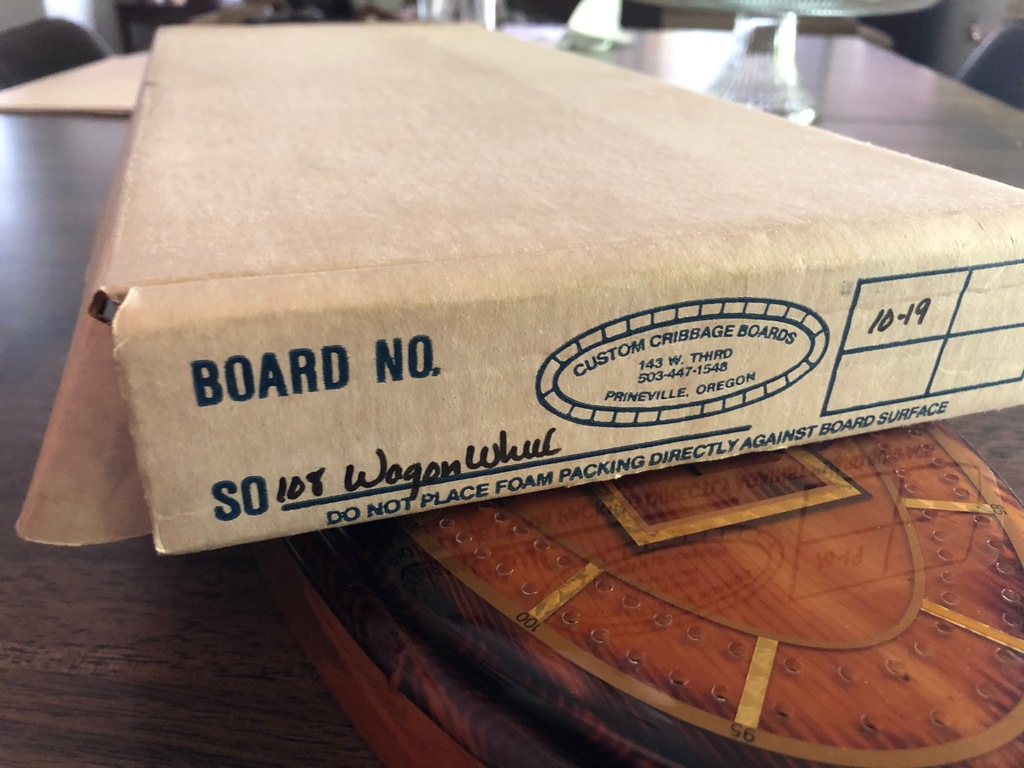 BOARD NO.
CUSTOM CRIBBAGE BOARDS
143 W. THIRD
503-447-1548
PRINEVILLE, OREGON
10-19
SO 108 Wagon Wheel
DO NOT PLACE FOAM PACKING DIRECTLY AGAINST BOARD SURFACE
100
95